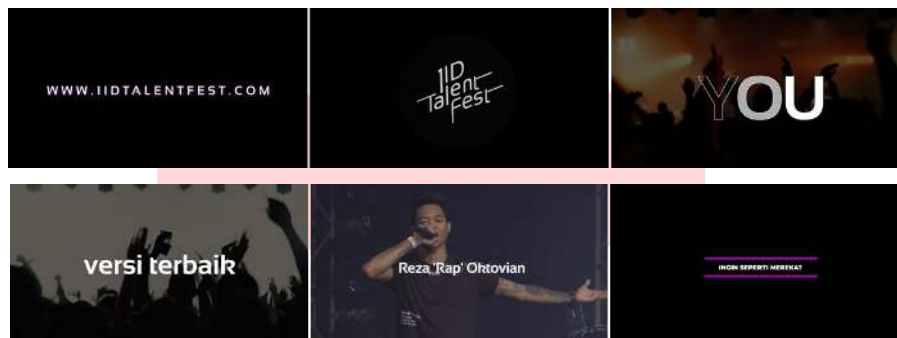 WWW.IIDTALENTFEST.COM
IID
Talent
Fest
YOU
versi terbaik
Reza 'Rap' Oktovian
INGIN SEPERTI MEREKA?